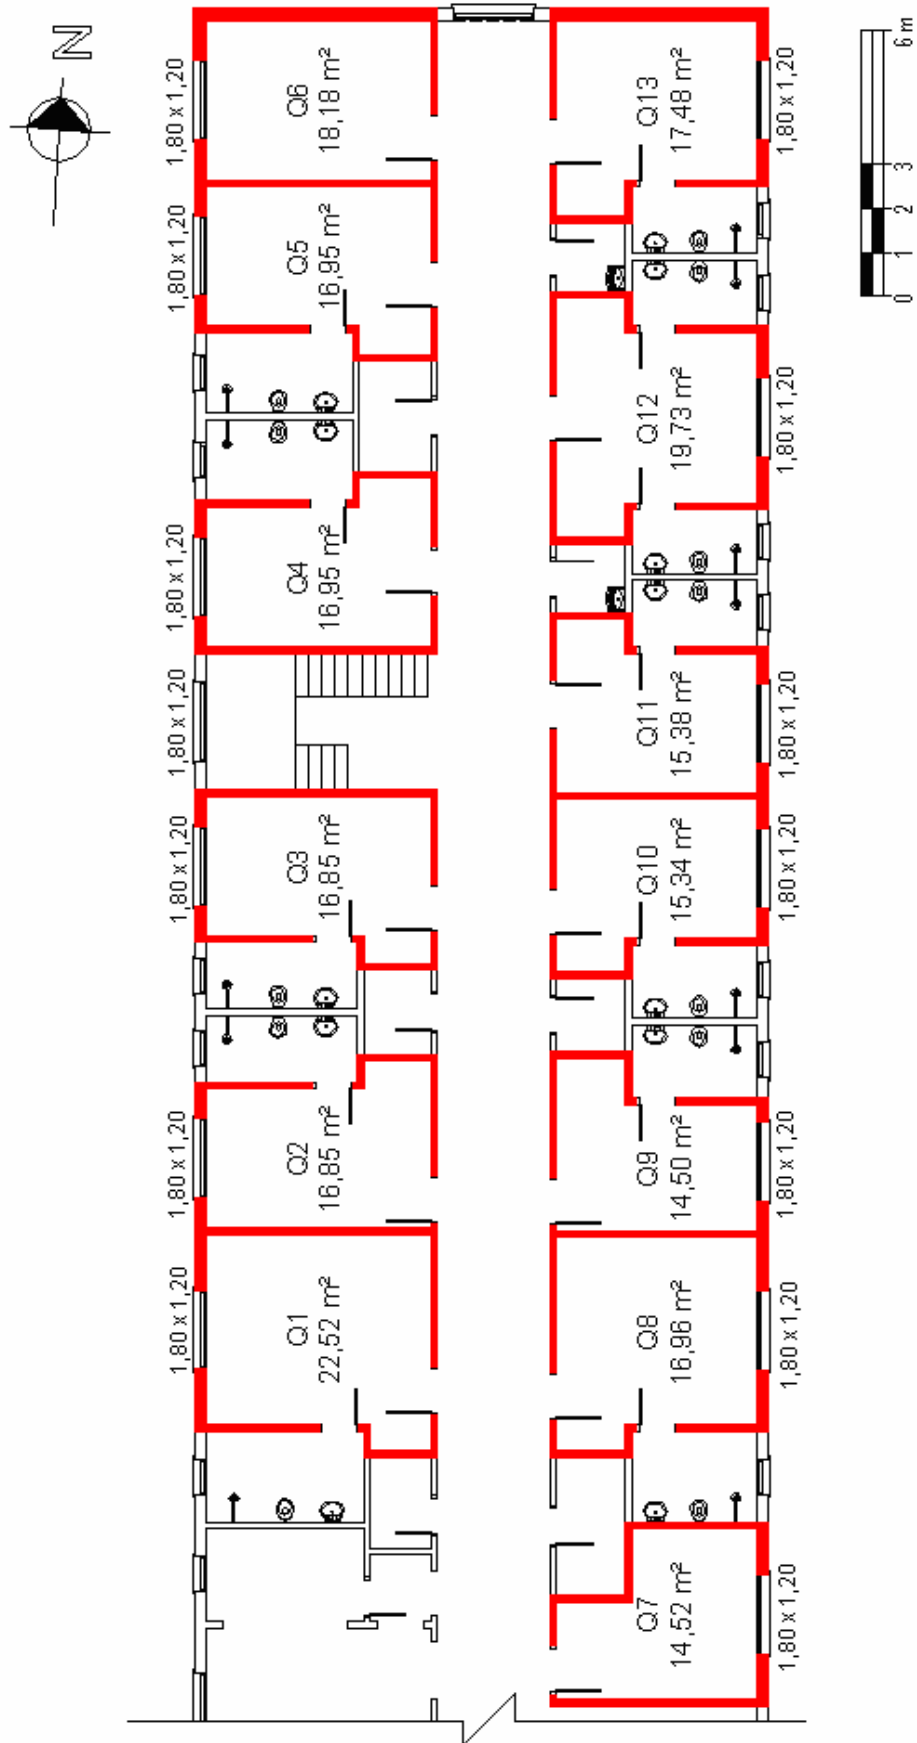 N
1,80 x 1,20
1,80 x 1,20
1,80 x 1,20
1,80 x 1,20
1,80 x 1,20
1,80 x 1,20
1,80 x 1,20
Q1
22,52 m²
Q2
16,85 m²
Q3
16,85 m²
Q4
16,95 m²
Q5
16,95 m²
Q6
18,18 m²
Q7
14,52 m²
Q8
16,96 m²
Q9
14,50 m²
Q10
15,34 m²
Q11
15,38 m²
Q12
19,73 m²
Q13
17,48 m²
1,80 x 1,20
1,80 x 1,20
1,80 x 1,20
1,80 x 1,20
1,80 x 1,20
1,80 x 1,20
1,80 x 1,20
0 1 2 3 6 m